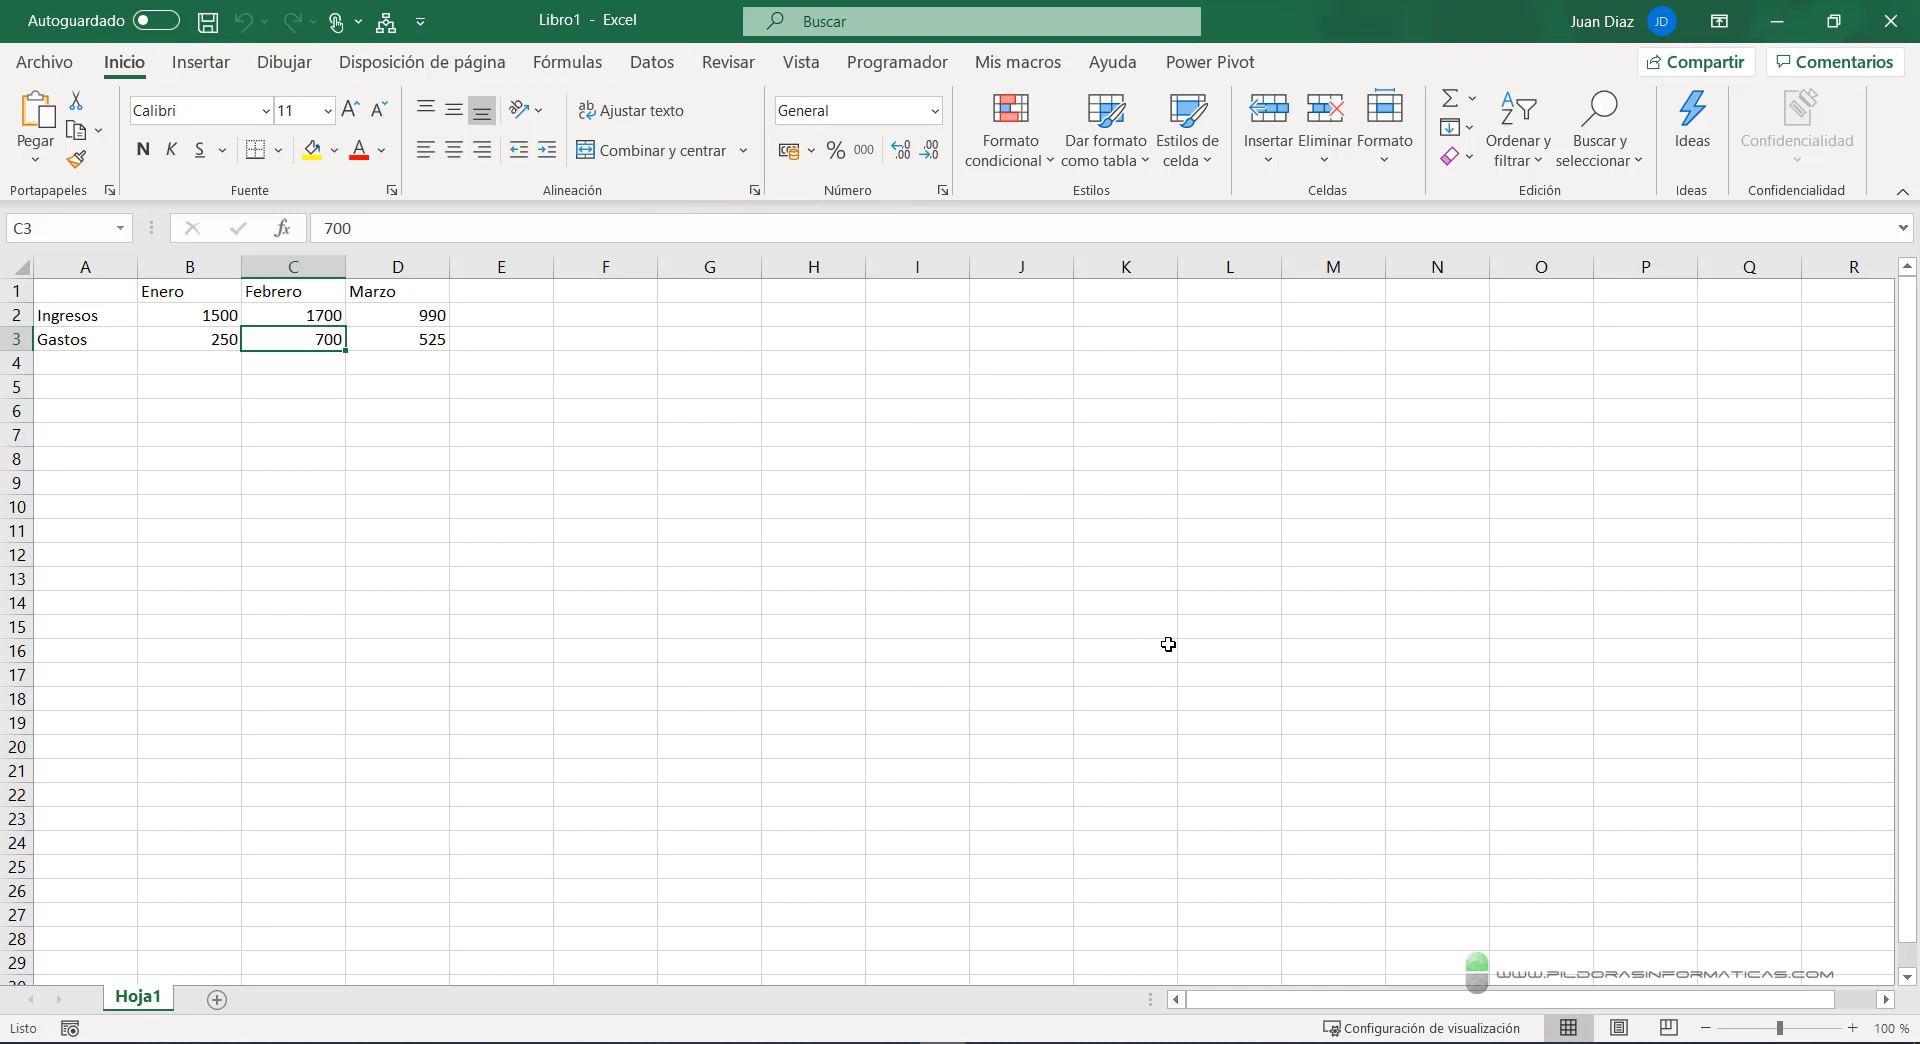 Autoguardado
Libro1 - Excel
Buscar
Juan Diaz
JD
Archivo
Inicio
Insertar
Dibujar
Disposición de página
Fórmulas
Datos
Revisar
Vista
Programador
Mis macros
Ayuda
Power Pivot
Compartir
Comentarios
Pegar
Portapapeles
Calibri
11
N K S
A
Fuente
ab Ajustar texto
Combinar y centrar
Alineación
General
% 000
Número
Formato condicional
Dar formato como tabla
Estilos de celda
Estilos
Insertar
Eliminar
Formato
Celdas
Ordenar y filtrar
Buscar y seleccionar
Edición
Ideas
Ideas
Confidencialidad
Confidencialidad
C3
fx
700
A B C D E F G H I J K L M N O P Q R
1 Enero Febrero Marzo
2 Ingresos 1500 1700 990
3 Gastos 250 700 525
4
5
6
7
8
9
10
11
12
13
14
15
16
17
18
19
20
21
22
23
24
25
26
27
28
29
WWW.PILDORASINFORMATICAS.COM
Hoja1
Listo
Configuración de visualización
100 %